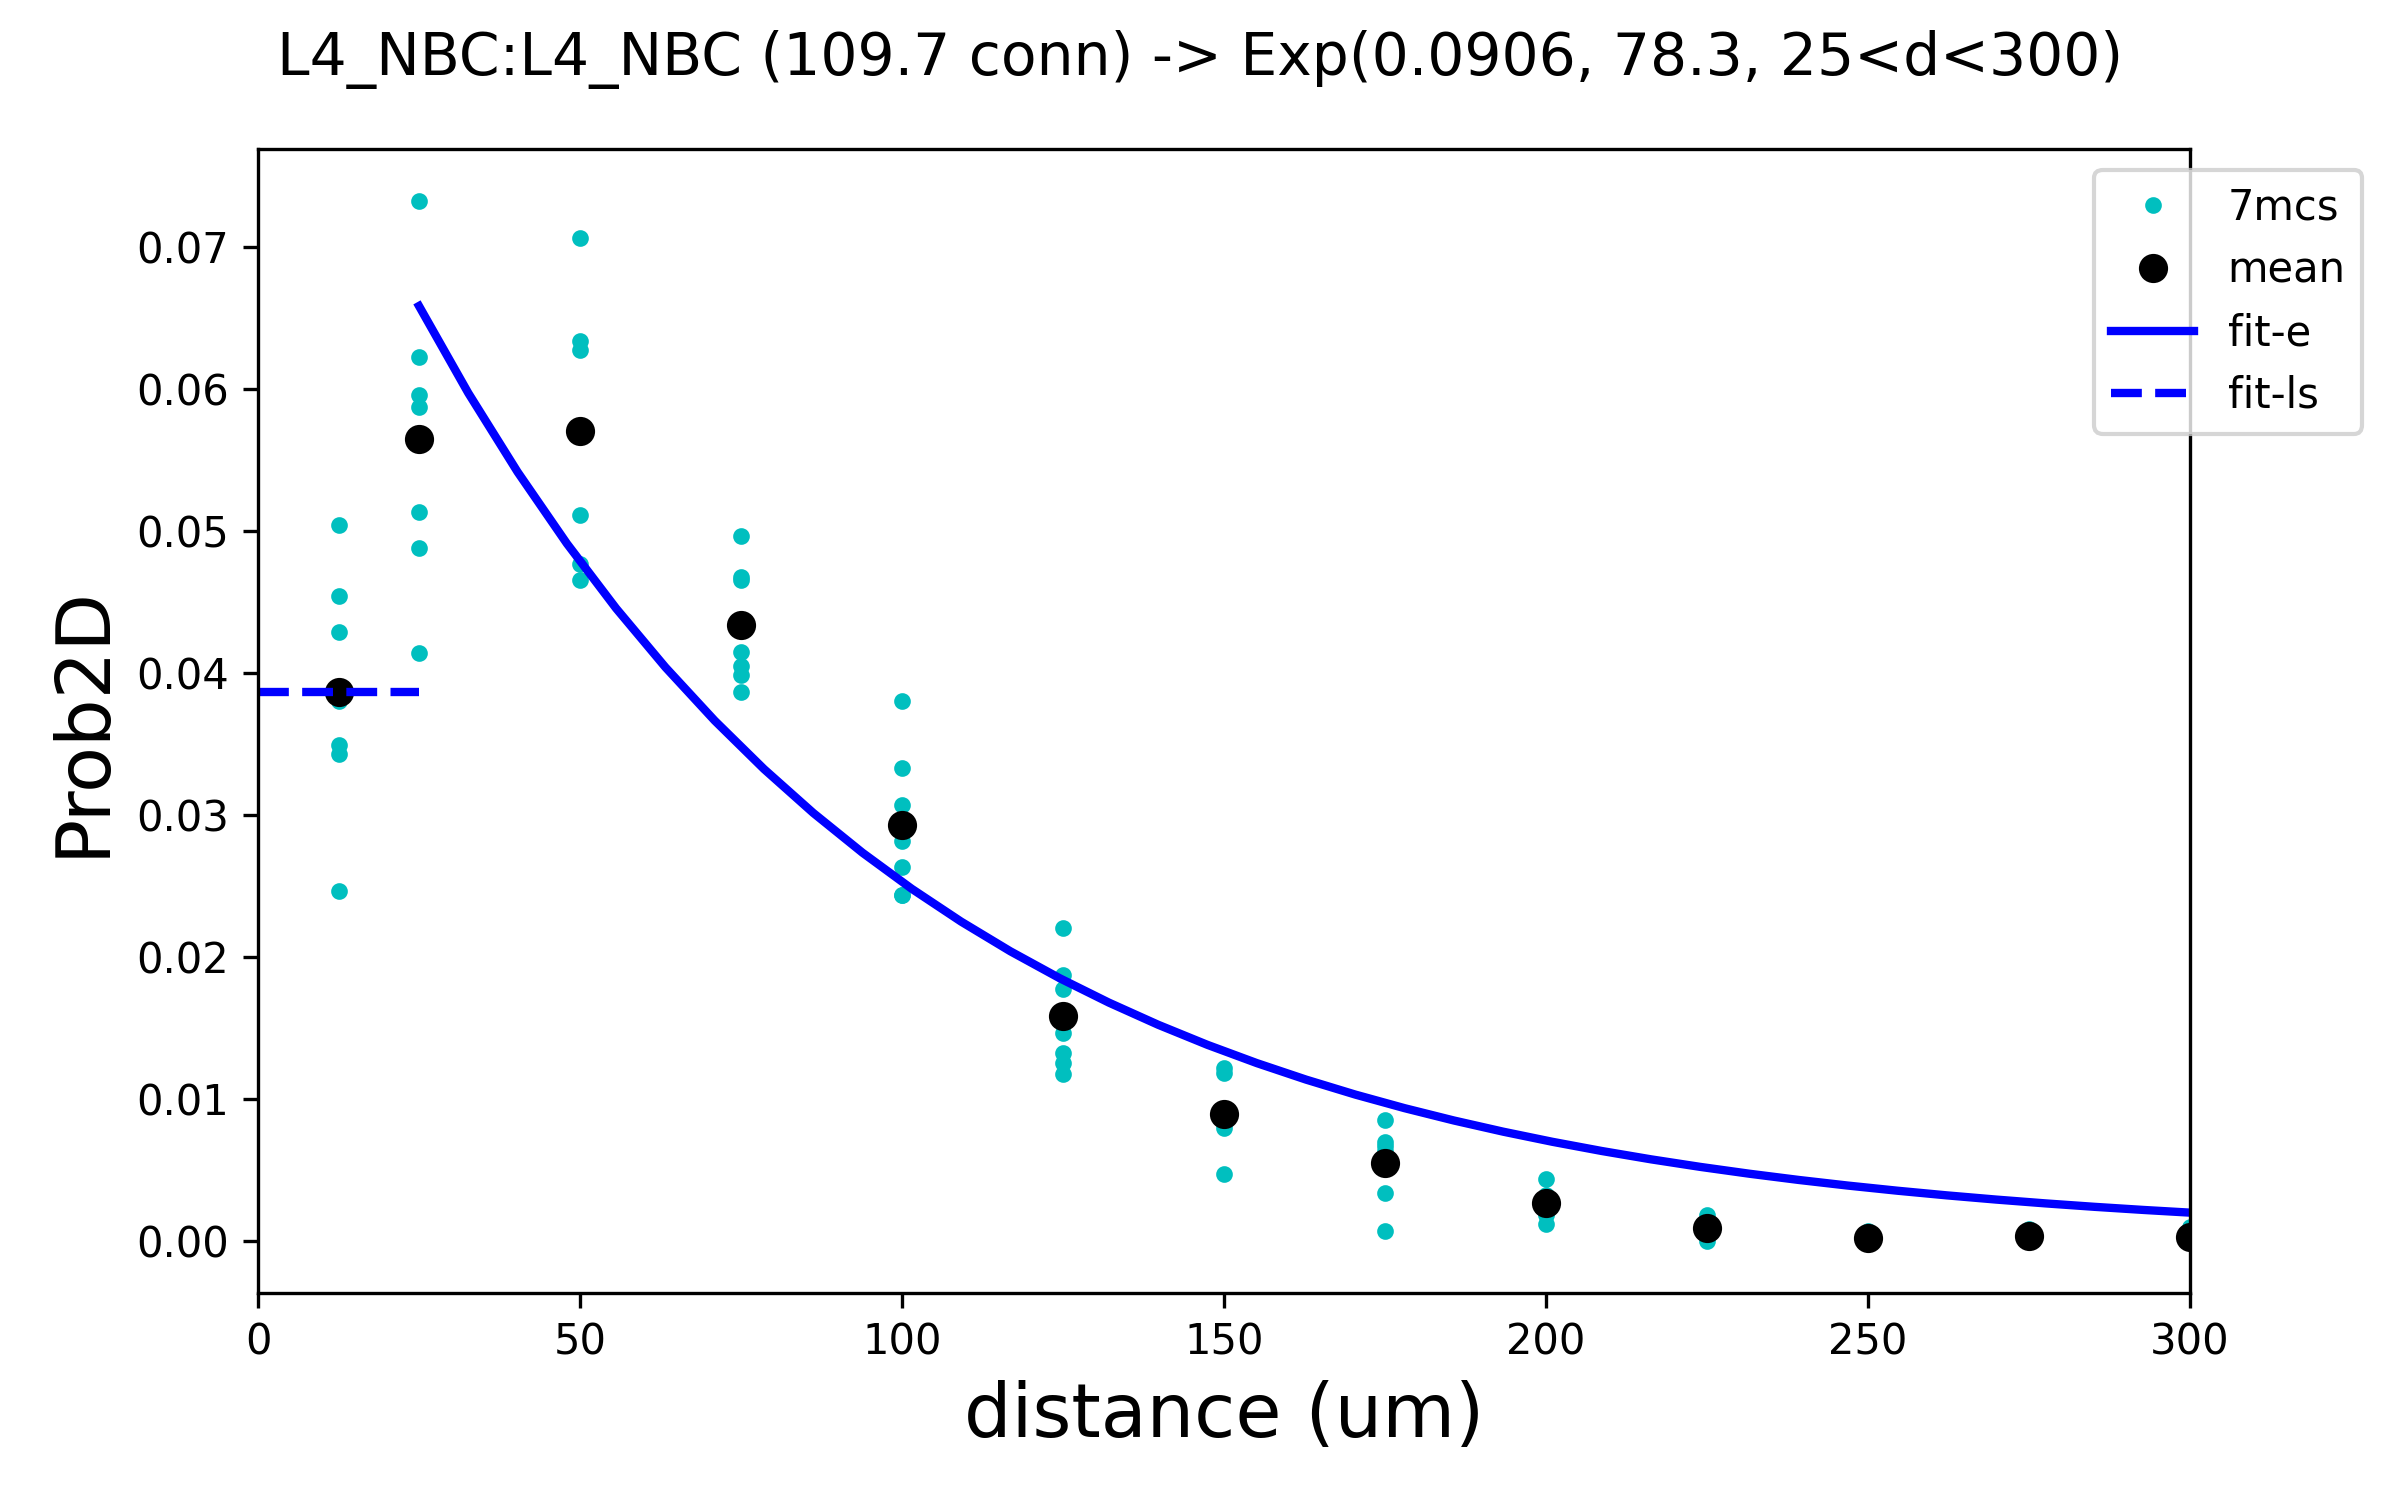 L4_NBC:L4_NBC (109.7 conn) -> Exp(0.0906, 78.3, 25<d<300)
7mcs
mean
fit-e
fit-ls
Prob2D
0.07
0.06
0.05
0.04
0.03
0.02
0.01
0.00
0 50 100 150 200 250 300
distance (um)